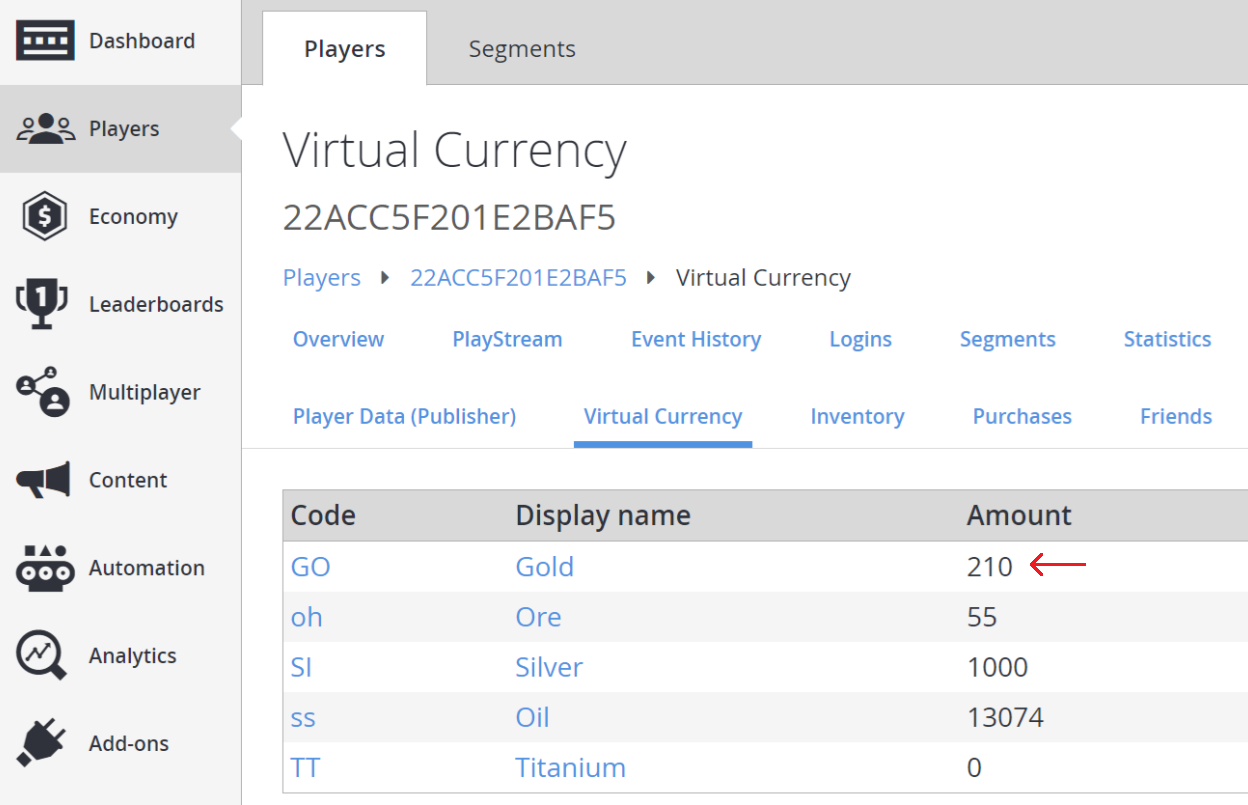 Dashboard
Players
Economy
Leaderboards
Multiplayer
Content
Automation
Analytics
Add-ons
Players Segments
Virtual Currency
22ACC5F201E2BAF5
Players 22ACC5F201E2BAF5 Virtual Currency
Overview PlayStream Event History Logins Segments Statistics
Player Data (Publisher) Virtual Currency Inventory Purchases Friends
Code Display name Amount
GO Gold 210
oh Ore 55
SI Silver 1000
ss Oil 13074
TT Titanium 0